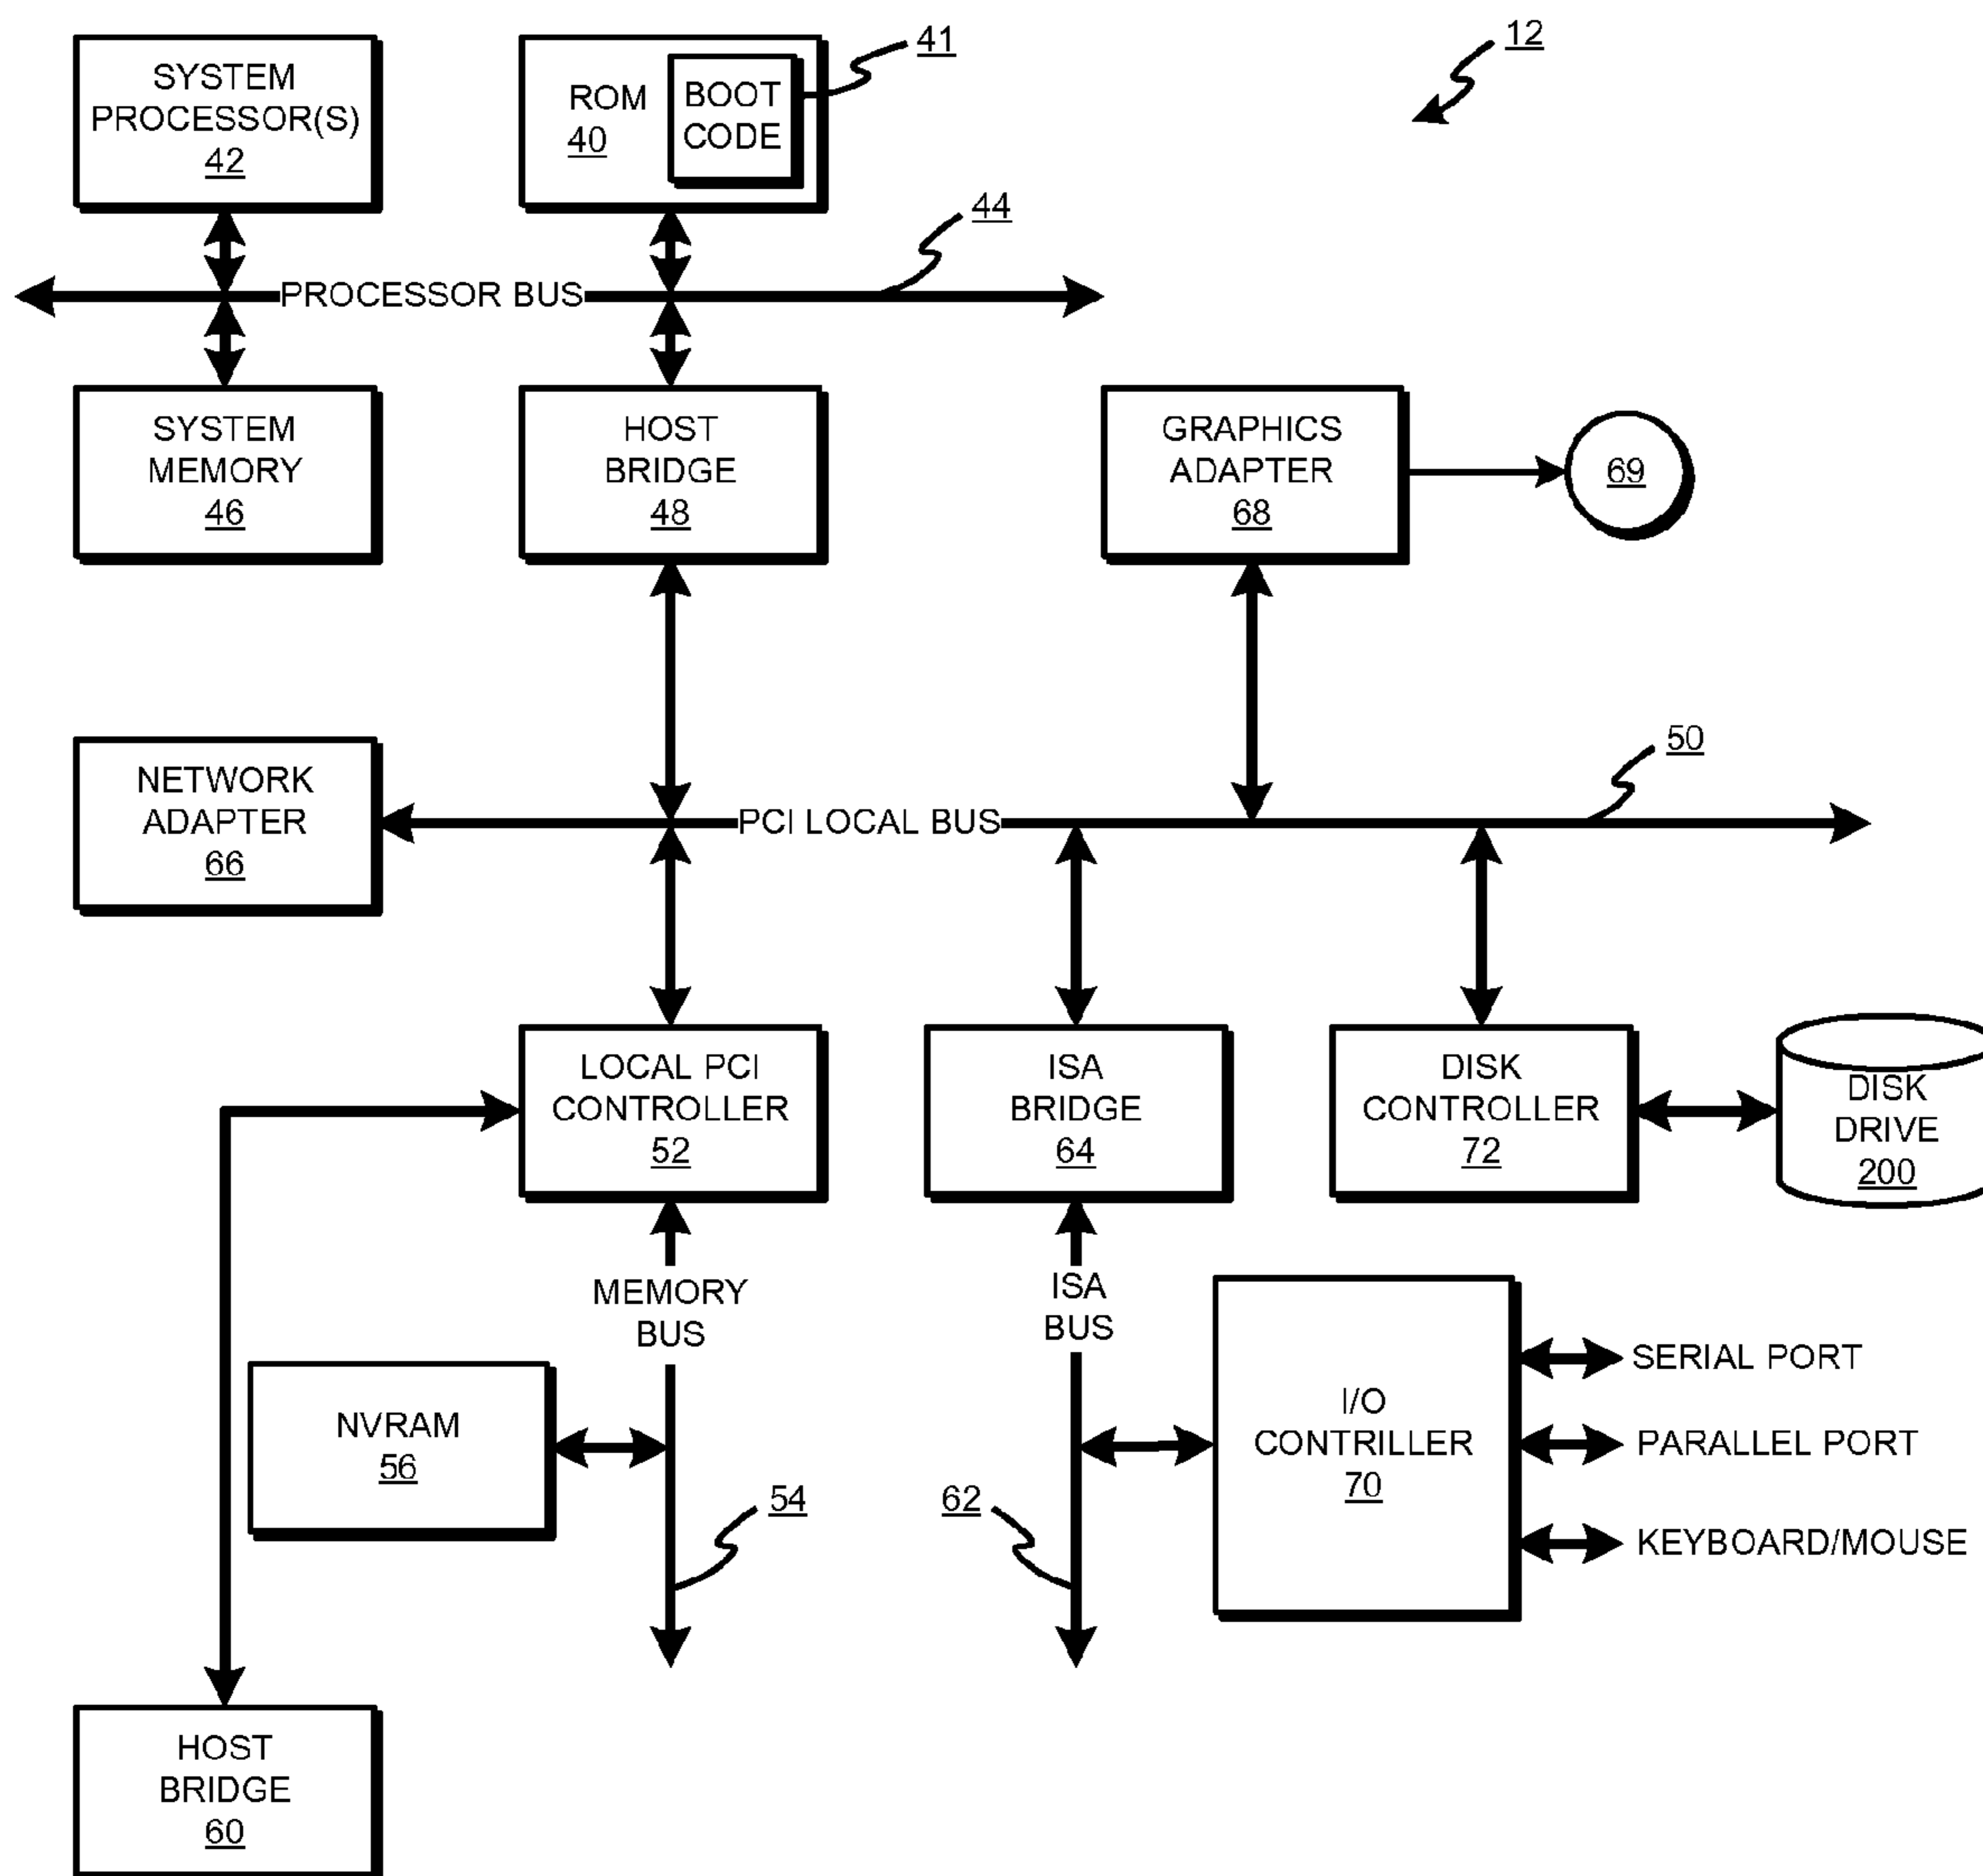 SYSTEM
PROCESSOR(S)
42
ROM
40
BOOT
CODE
41
12
44
PROCESSOR BUS
SYSTEM
MEMORY
46
HOST
BRIDGE
48
GRAPHICS
ADAPTER
68
69
50
NETWORK
ADAPTER
66
PCI LOCAL BUS
LOCAL PCI
CONTROLLER
52
ISA
BRIDGE
64
DISK
CONTROLLER
72
DISK
DRIVE
200
MEMORY
BUS
ISA
BUS
NVRAM
56
54
62
I/O
CONTRILLER
70
SERIAL PORT
PARALLEL PORT
KEYBOARD/MOUSE
HOST
BRIDGE
60